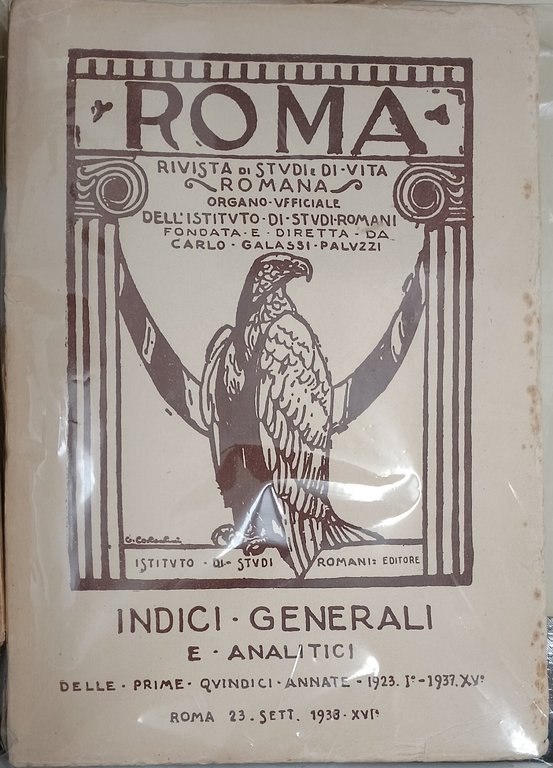 ROMA
RIVISTA DI STVDI E DI·VITA
ROMANA
ORGANO·VFFICIALE
DELL'ISTITVTO·DI·STVDI·ROMANI
FONDATA·E·DIRETTA·DA
CARLO·GALASSI·PALVZZI
ISTITVTO·DI·STVDI ROMANI: EDITORE
INDICI·GENERALI
E·ANALITICI
DELLE·PRIME·QVINDICI·ANNATE-1923.I°-1937.XV°
ROMA 23. SETT. 1938·XVI°